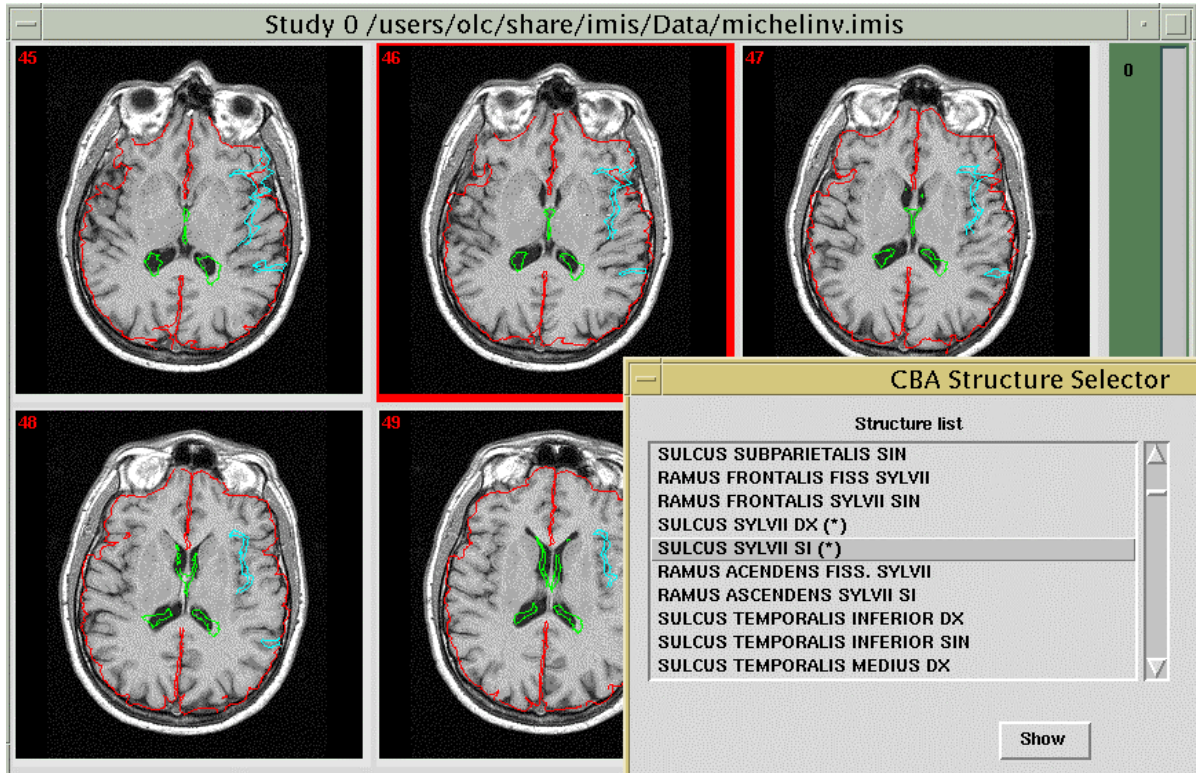 Study 0 /users/olc/share/imis/Data/michelinv.imis
45
46
47
0
48
49
CBA Structure Selector
Structure list
SULCUS SUBPARIETALIS SIN
RAMUS FRONTALIS FISS SYLVII
RAMUS FRONTALIS SYLVII SIN
SULCUS SYLVII DX (*)
SULCUS SYLVII SI (*)
RAMUS ACENDENS FISS. SYLVII
RAMUS ASCENDENS SYLVII SI
SULCUS TEMPORALIS INFERIOR DX
SULCUS TEMPORALIS INFERIOR SIN
SULCUS TEMPORALIS MEDIUS DX
Show